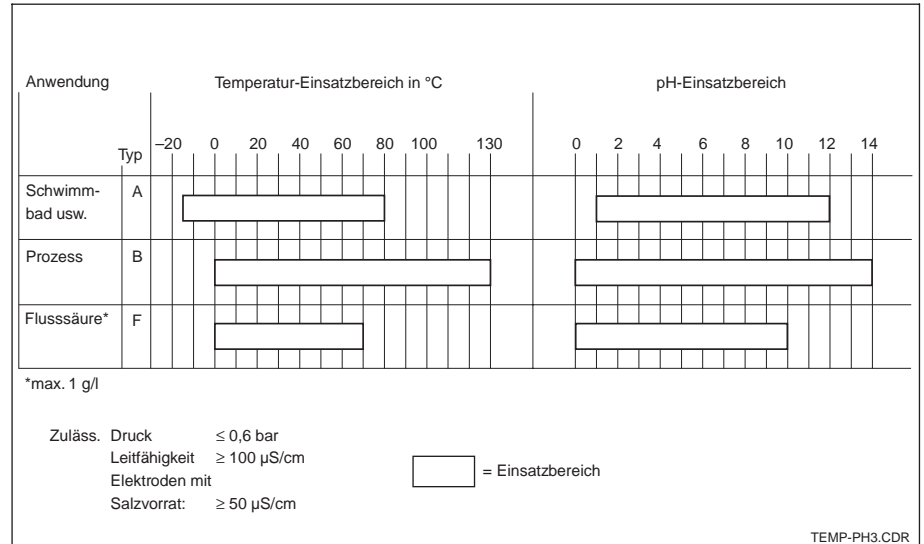 Anwendung Temperatur-Einsatzbereich in °C pH-Einsatzbereich
Typ –20 0 20 40 60 80 100 130 0 2 4 6 8 10 12 14
Schwimm- A
bad usw.
Prozess B
Flusssäure* F
*max. 1 g/l
Zuläss. Druck ≤ 0,6 bar
Leitfähigkeit ≥ 100 µS/cm
Elektroden mit
= Einsatzbereich
Salzvorrat: ≥ 50 µS/cm
TEMP-PH3.CDR